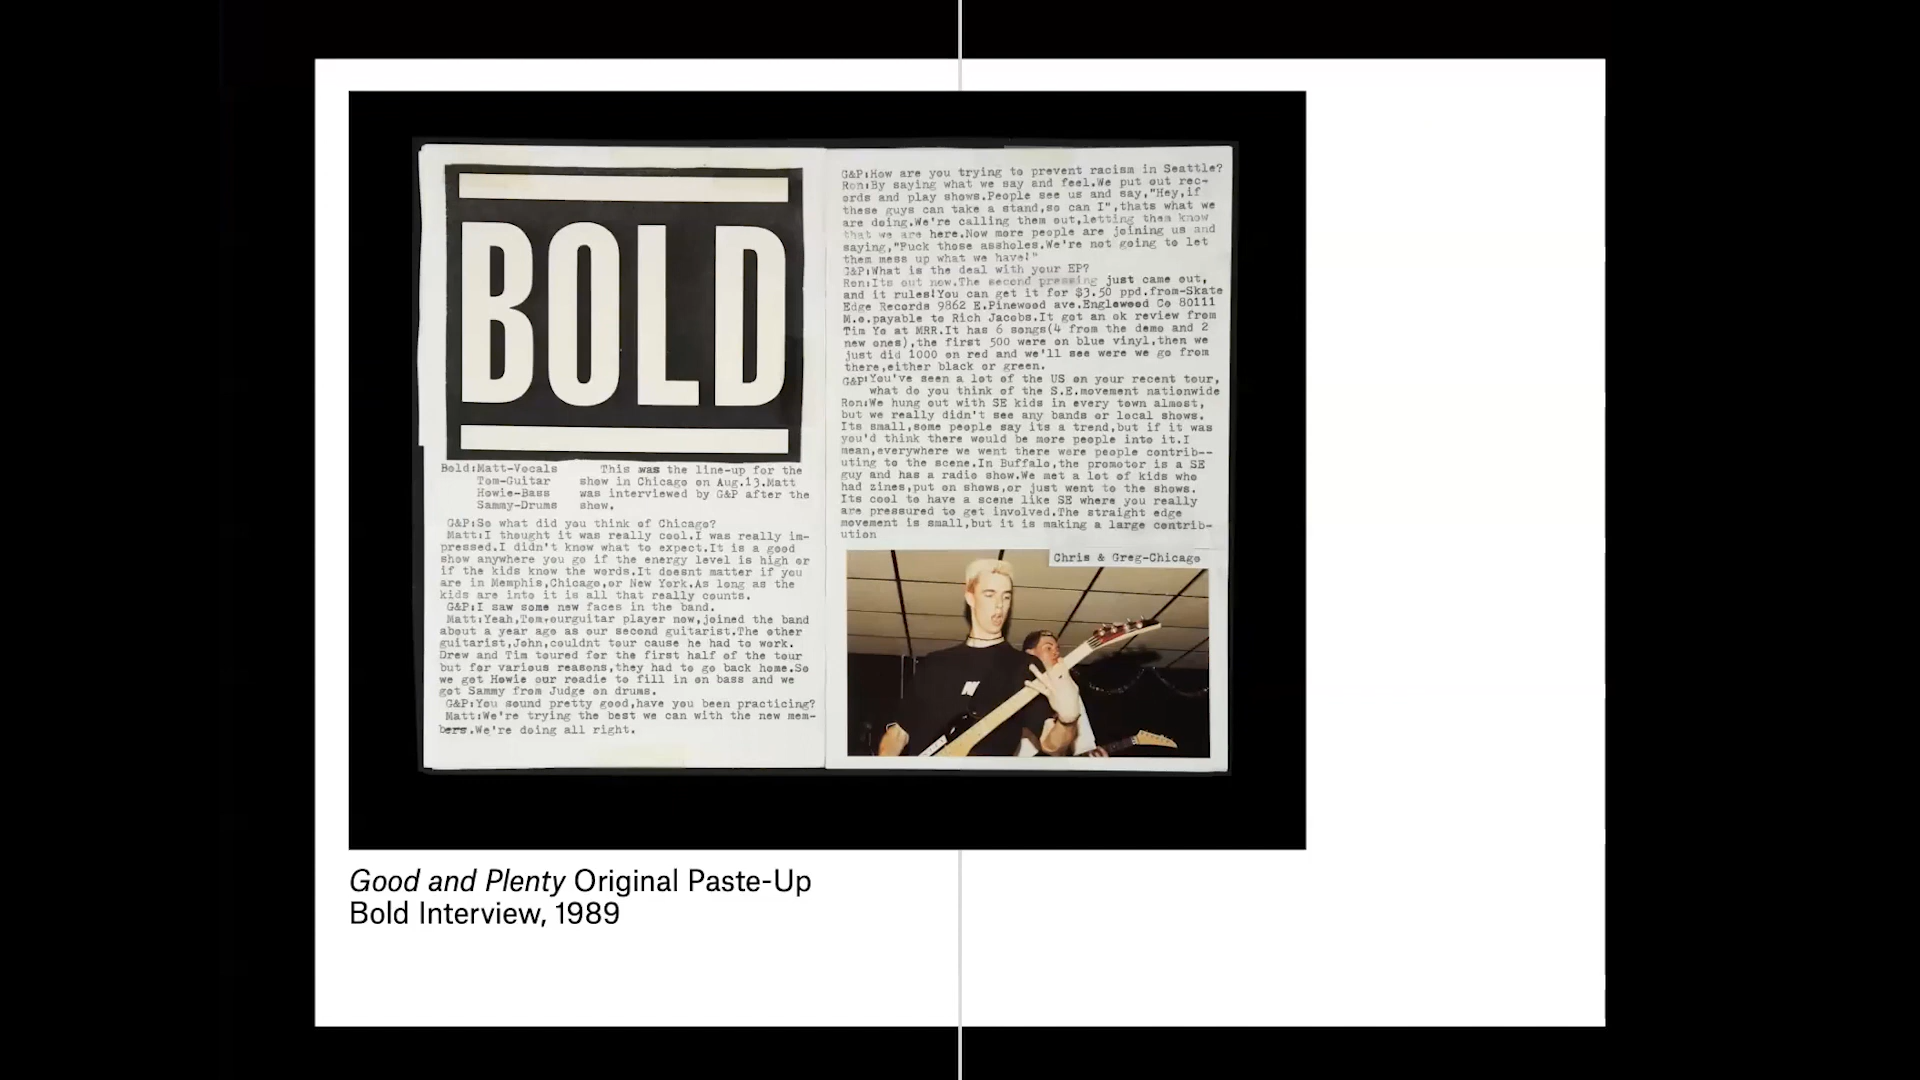 BOLD
Bold:Matt-Vocals
Tom-Guitar
Howie-Bass
Sammy-Drums
This was the line-up for the
show in Chicago on Aug.13.Matt
was interviewed by G&P after the
show.
G&P:So what did you think of Chicago?
Matt:I thought it was really cool.I was really im-
pressed.I didn't know what to expect.It is a good
show anywhere you go if the energy level is high or
if the kids know the words.It doesnt matter if you
are in Memphis,Chicago,or New York.As long as the
kids are into it is all that really counts.
G&P:I saw some new faces in the band.
Matt:Yeah,Tom,ourguitar player now,joined the band
about a year ago as our second guitarist.The other
guitarist,John,couldnt tour cause he had to work.
Drew and Tim toured for the first half of the tour
but for various reasons,they had to go back home.So
we got Howie our roadie to fill in on bass and we
got Sammy from Judge on drums.
G&P:You sound pretty good,have you been practicing?
Matt:We're trying the best we can with the new mem-
bers.We're doing all right.
G&P:How are you trying to prevent racism in Seattle?
Ron:By saying what we say and feel.We put out rec-
ords and play shows.People see us and say,"Hey,if
these guys can take a stand,so can I",thats what we
are doing.We're calling them out,letting them know
that we are here.Now more people are joining us and
saying,"Fuck those assholes.We're not going to let
them mess up what we have!"
G&P:What is the deal with your EP?
Ron:Its out now.The second pressing just came out,
and it rules!You can get it for $3.50 ppd.from-Skate
Edge Records 9862 E.Pinewood ave.Englewood Co 80111
M.o.payable to Rich Jacobs.It got an ok review from
Tim Yo at MRR.It has 6 songs(4 from the demo and 2
new ones),the first 500 were on blue vinyl,then we
just did 1000 on red and we'll see were we go from
there,either black or green.
G&P:You've seen a lot of the US on your recent tour,
what do you think of the S.E.movement nationwide
Ron:We hung out with SE kids in every town almost,
but we really didn't see any bands or local shows.
Its small,some people say its a trend,but if it was
you'd think there would be more people into it.I
mean,everywhere we went there were people contrib--
uting to the scene.In Buffalo,the promotor is a SE
guy and has a radio show.We met a lot of kids who
had zines,put on shows,or just went to the shows.
Its cool to have a scene like SE where you really
are pressured to get involved.The straight edge
movement is small,but it is making a large contrib-
ution
Chris & Greg-Chicago
Good and Plenty Original Paste-Up
Bold Interview, 1989